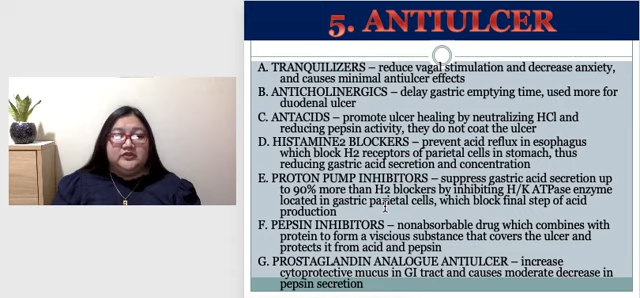 5. ANTIULCER
A. TRANQUILIZERS – reduce vagal stimulation and decrease anxiety,
and causes minimal antiulcer effects
B. ANTICHOLINERGICS – delay gastric emptying time, used more for
duodenal ulcer
C. ANTACIDS – promote ulcer healing by neutralizing HCl and
reducing pepsin activity, they do not coat the ulcer
D. HISTAMINE2 BLOCKERS – prevent acid reflux in esophagus
which block H2 receptors of parietal cells in stomach, thus
reducing gastric acid secretion and concentration
E. PROTON PUMP INHIBITORS – suppress gastric acid secretion up
to 90% more than H2 blockers by inhibiting H/K ATPase enzyme
located in gastric parietal cells, which block final step of acid
production
F. PEPSIN INHIBITORS – nonabsorbable drug which combines with
protein to form a viscious substance that covers the ulcer and
protects it from acid and pepsin
G. PROSTAGLANDIN ANALOGUE ANTIULCER – increase
cytoprotective mucus in GI tract and causes moderate decrease in
pepsin secretion